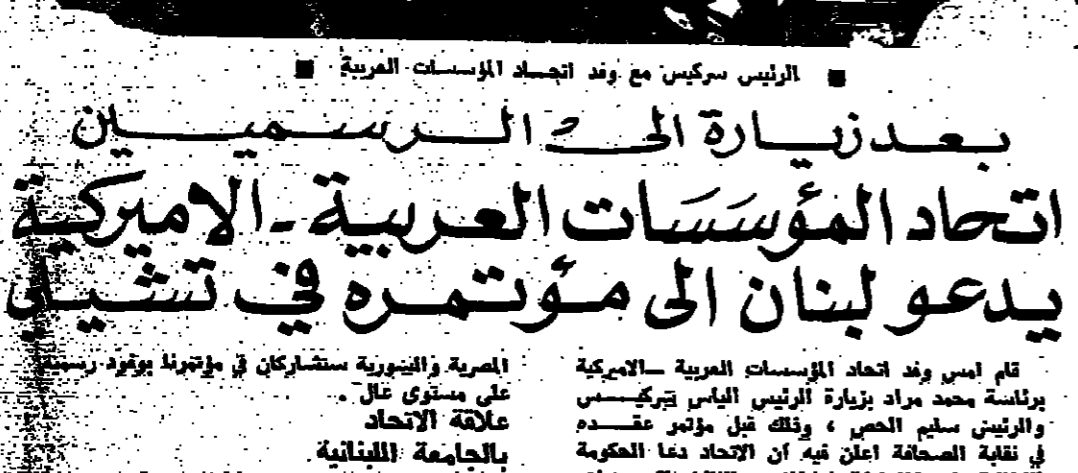 الرئيس سركيس مع وفد اتحاد المؤسسات العربية
بعد زيارة الى الرسميين
اتحاد المؤسسات العربية - الاميركية
يدعو لبنان الى مؤتمره في تشيلي
قام امس وفد اتحاد المؤسسات العربية - الاميركية
برئاسة محمد مراد بزيارة الرئيس الياس سركيس
والرئيس سليم الحص ، وذلك قبل مؤتمر عقده
في نقابة الصحافة اعلن فيه ان الاتحاد دعا الحكومة
المصرية والسورية ستشاركان في مؤتمرنا بوفود رسمية
على مستوى عال .
علاقة الاتحاد
بالجامعة اللبنانية